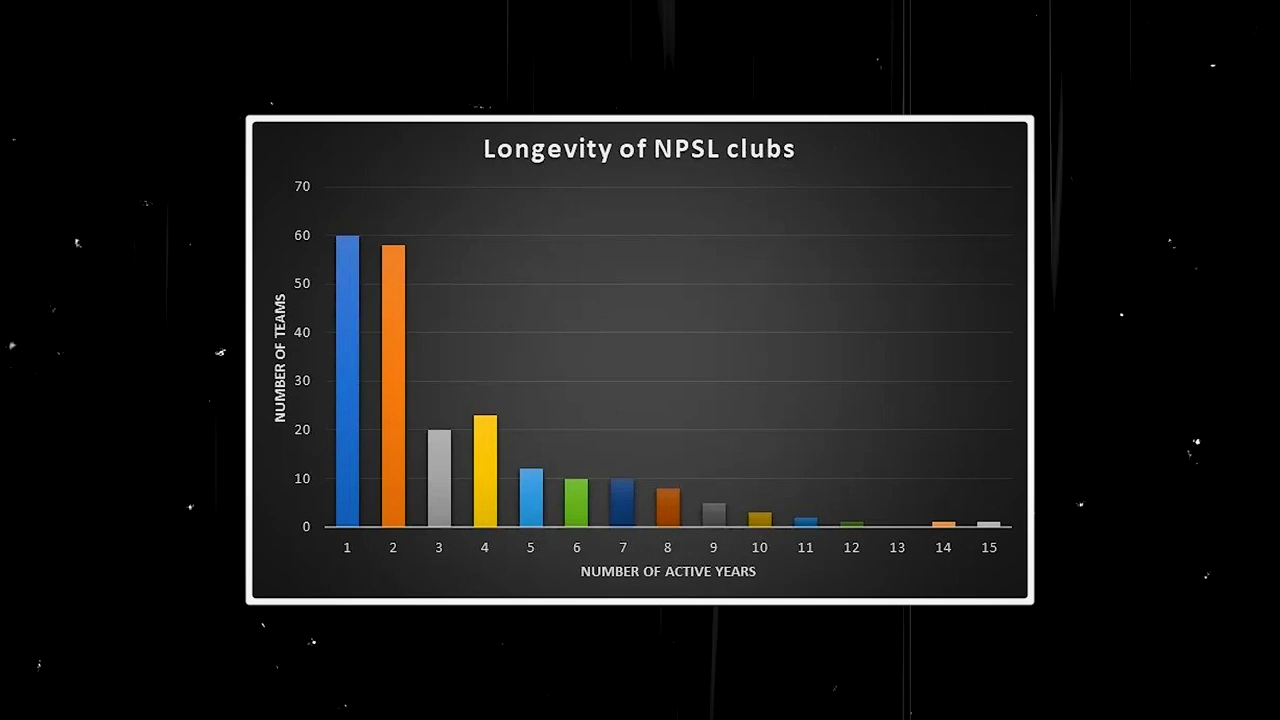 Longevity of NPSL clubs
70
60
50
40
30
20
10
0
NUMBER OF TEAMS
1 2 3 4 5 6 7 8 9 10 11 12 13 14 15
NUMBER OF ACTIVE YEARS